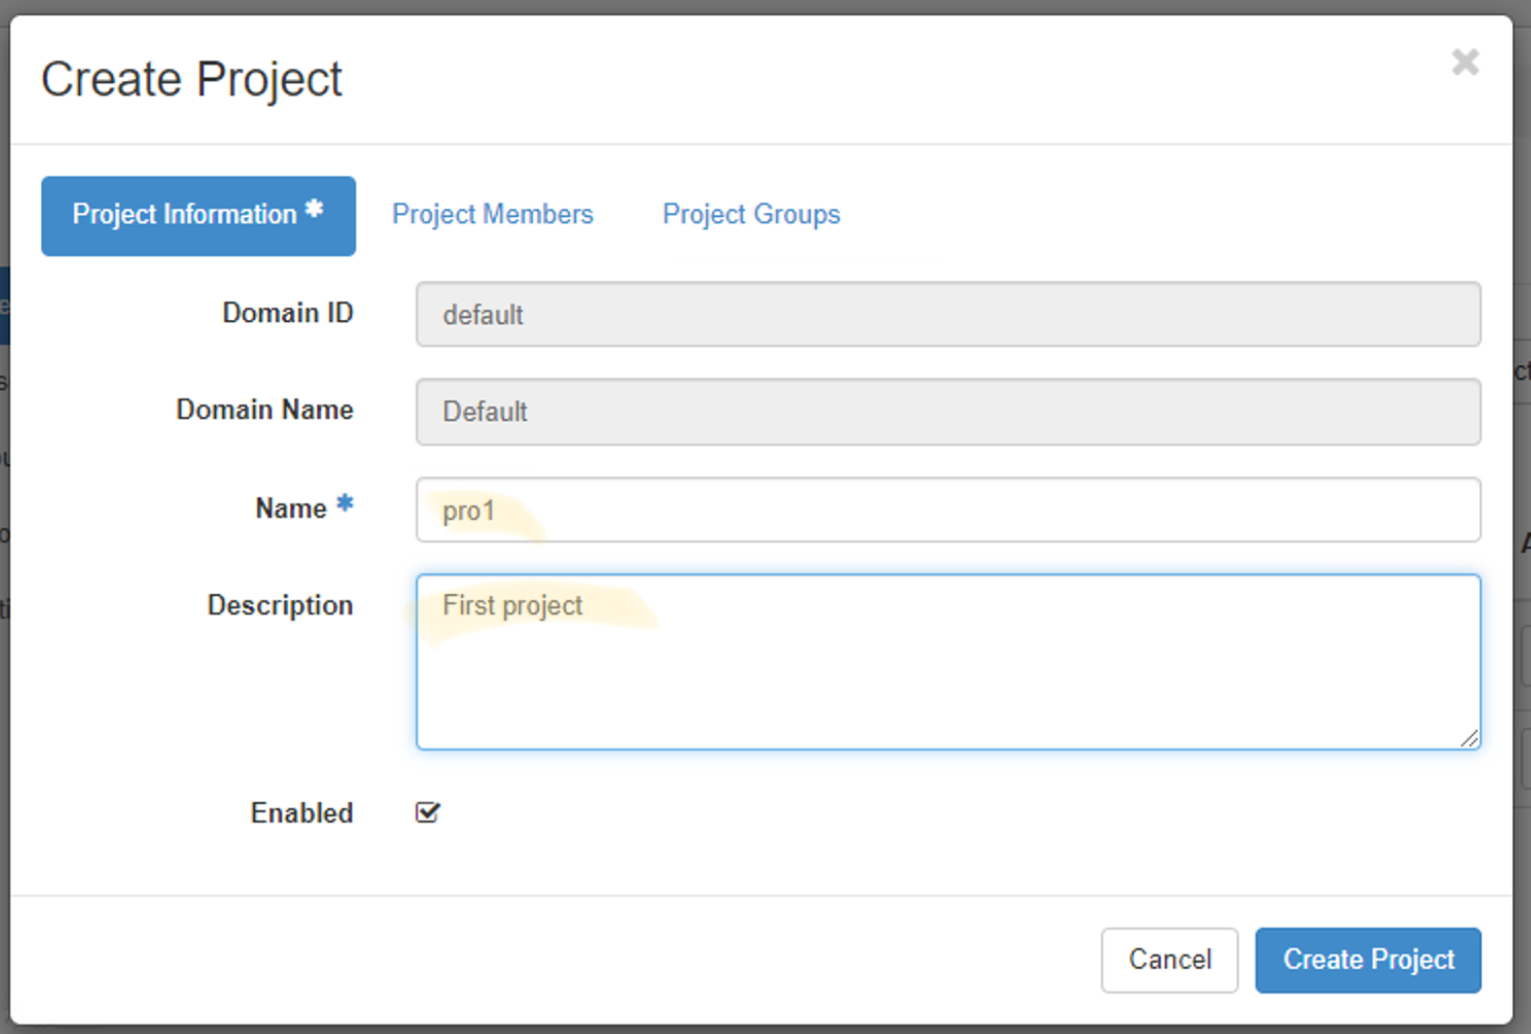 Create Project
Project Information *
Project Members
Project Groups
Domain ID
default
Domain Name
Default
Name *
pro1
Description
First project
Enabled
Cancel
Create Project